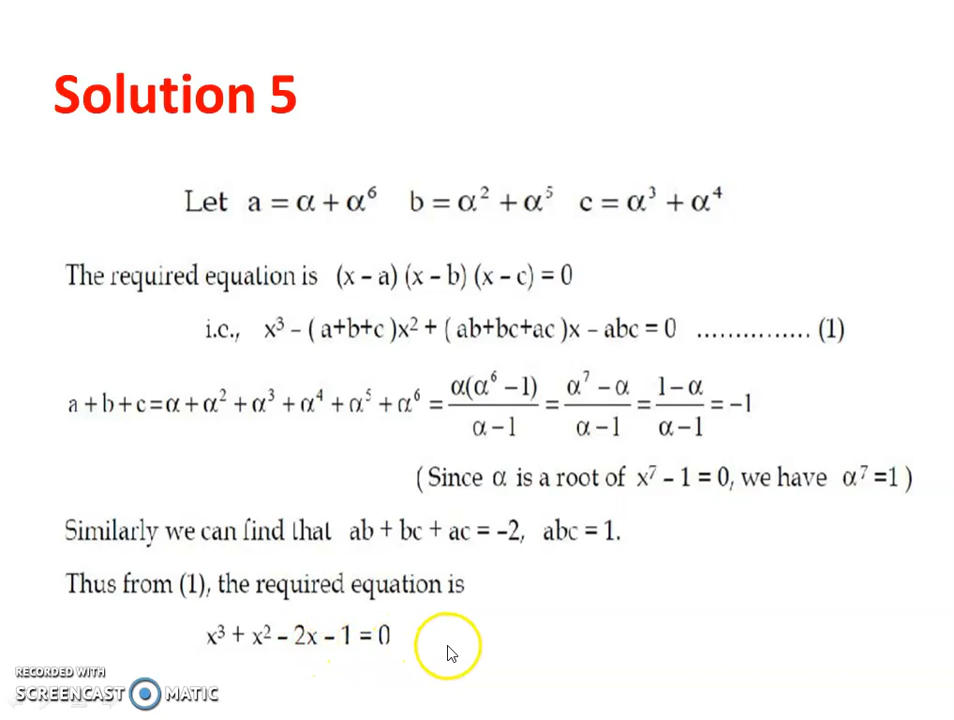 Solution 5
Let a = α + α⁶ b = α² + α⁵ c = α³ + α⁴
The required equation is (x – a) (x – b) (x – c) = 0
i.e., x³ – ( a+b+c )x² + ( ab+bc+ac )x – abc = 0 ............... (1)
a + b + c = α + α² + α³ + α⁴ + α⁵ + α⁶ = α(α⁶ – 1) / α – 1 = α⁷ – α / α – 1 = 1 – α / α – 1 = –1
( Since α is a root of x⁷ – 1 = 0, we have α⁷ =1 )
Similarly we can find that ab + bc + ac = –2, abc = 1.
Thus from (1), the required equation is
x³ + x² – 2x – 1 = 0
RECORDED WITH
SCREENCAST MATIC